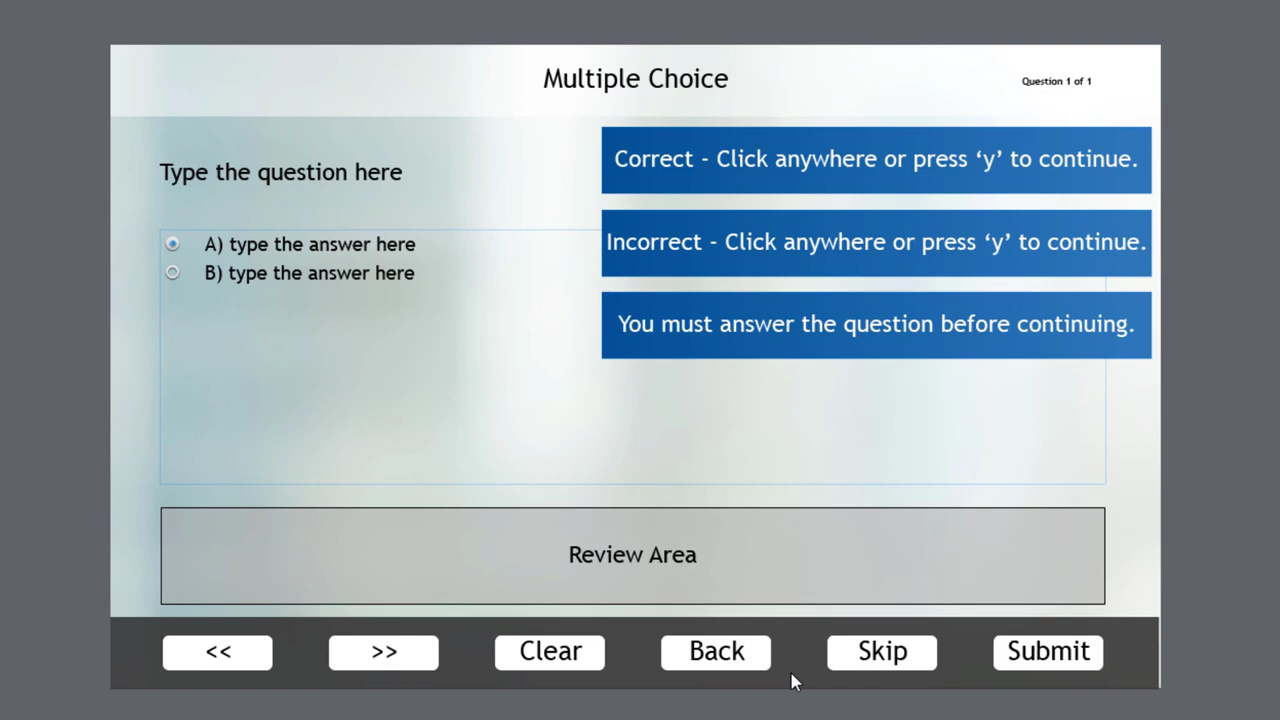 Multiple Choice
Question 1 of 1
Type the question here
Correct - Click anywhere or press ‘y’ to continue.
Incorrect - Click anywhere or press ‘y’ to continue.
You must answer the question before continuing.
A) type the answer here
B) type the answer here
Review Area
<< >> Clear Back Skip Submit